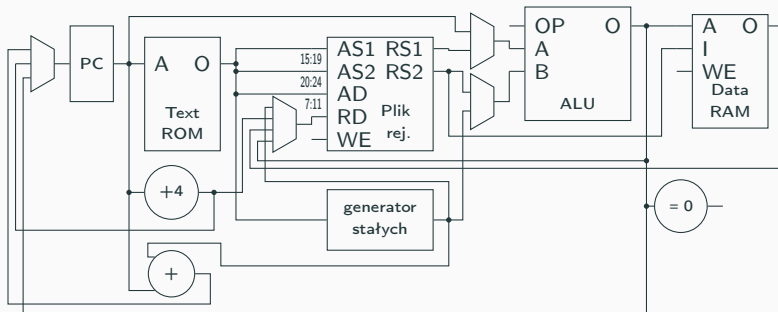 PC
A O
Text
ROM
15:19
20:24
7:11
AS1 RS1
AS2 RS2
AD
RD
WE
Plik
rej.
OP O
A
B
ALU
A O
I
WE
Data
RAM
+4
generator
stałych
= 0
+